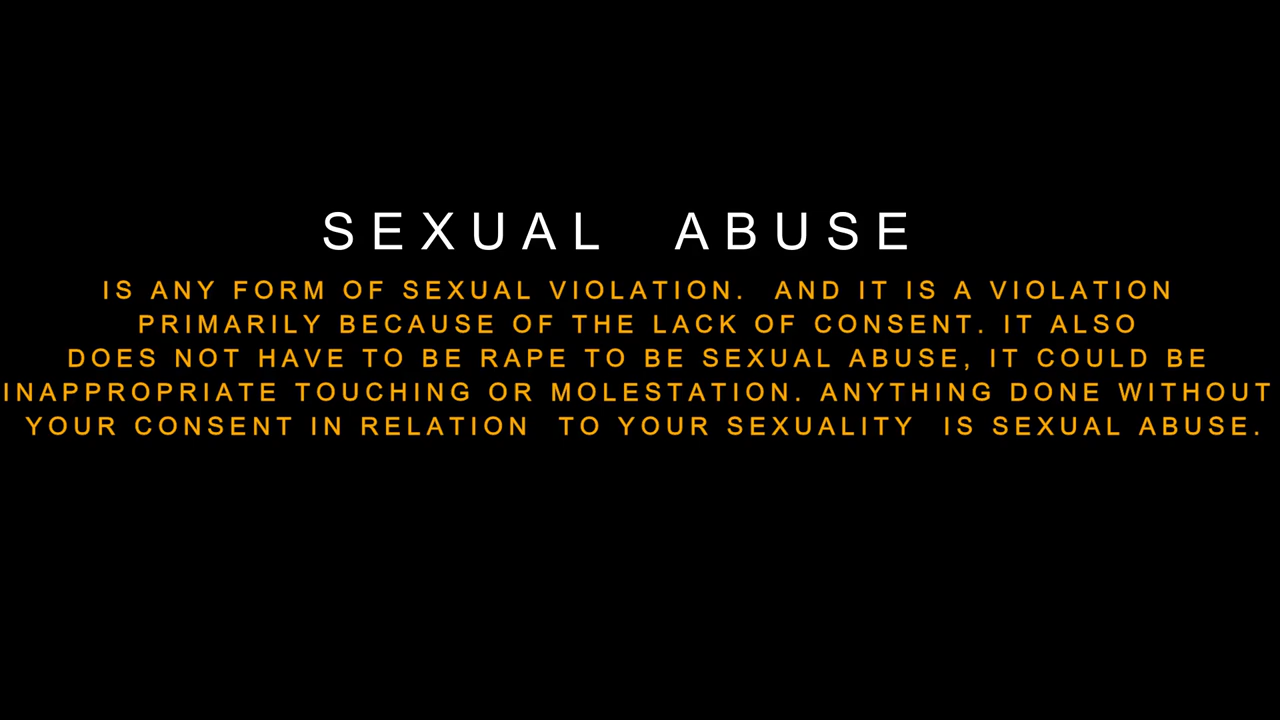 SEXUAL ABUSE
IS ANY FORM OF SEXUAL VIOLATION. AND IT IS A VIOLATION
PRIMARILY BECAUSE OF THE LACK OF CONSENT. IT ALSO
DOES NOT HAVE TO BE RAPE TO BE SEXUAL ABUSE, IT COULD BE
INAPPROPRIATE TOUCHING OR MOLESTATION. ANYTHING DONE WITHOUT
YOUR CONSENT IN RELATION TO YOUR SEXUALITY IS SEXUAL ABUSE.